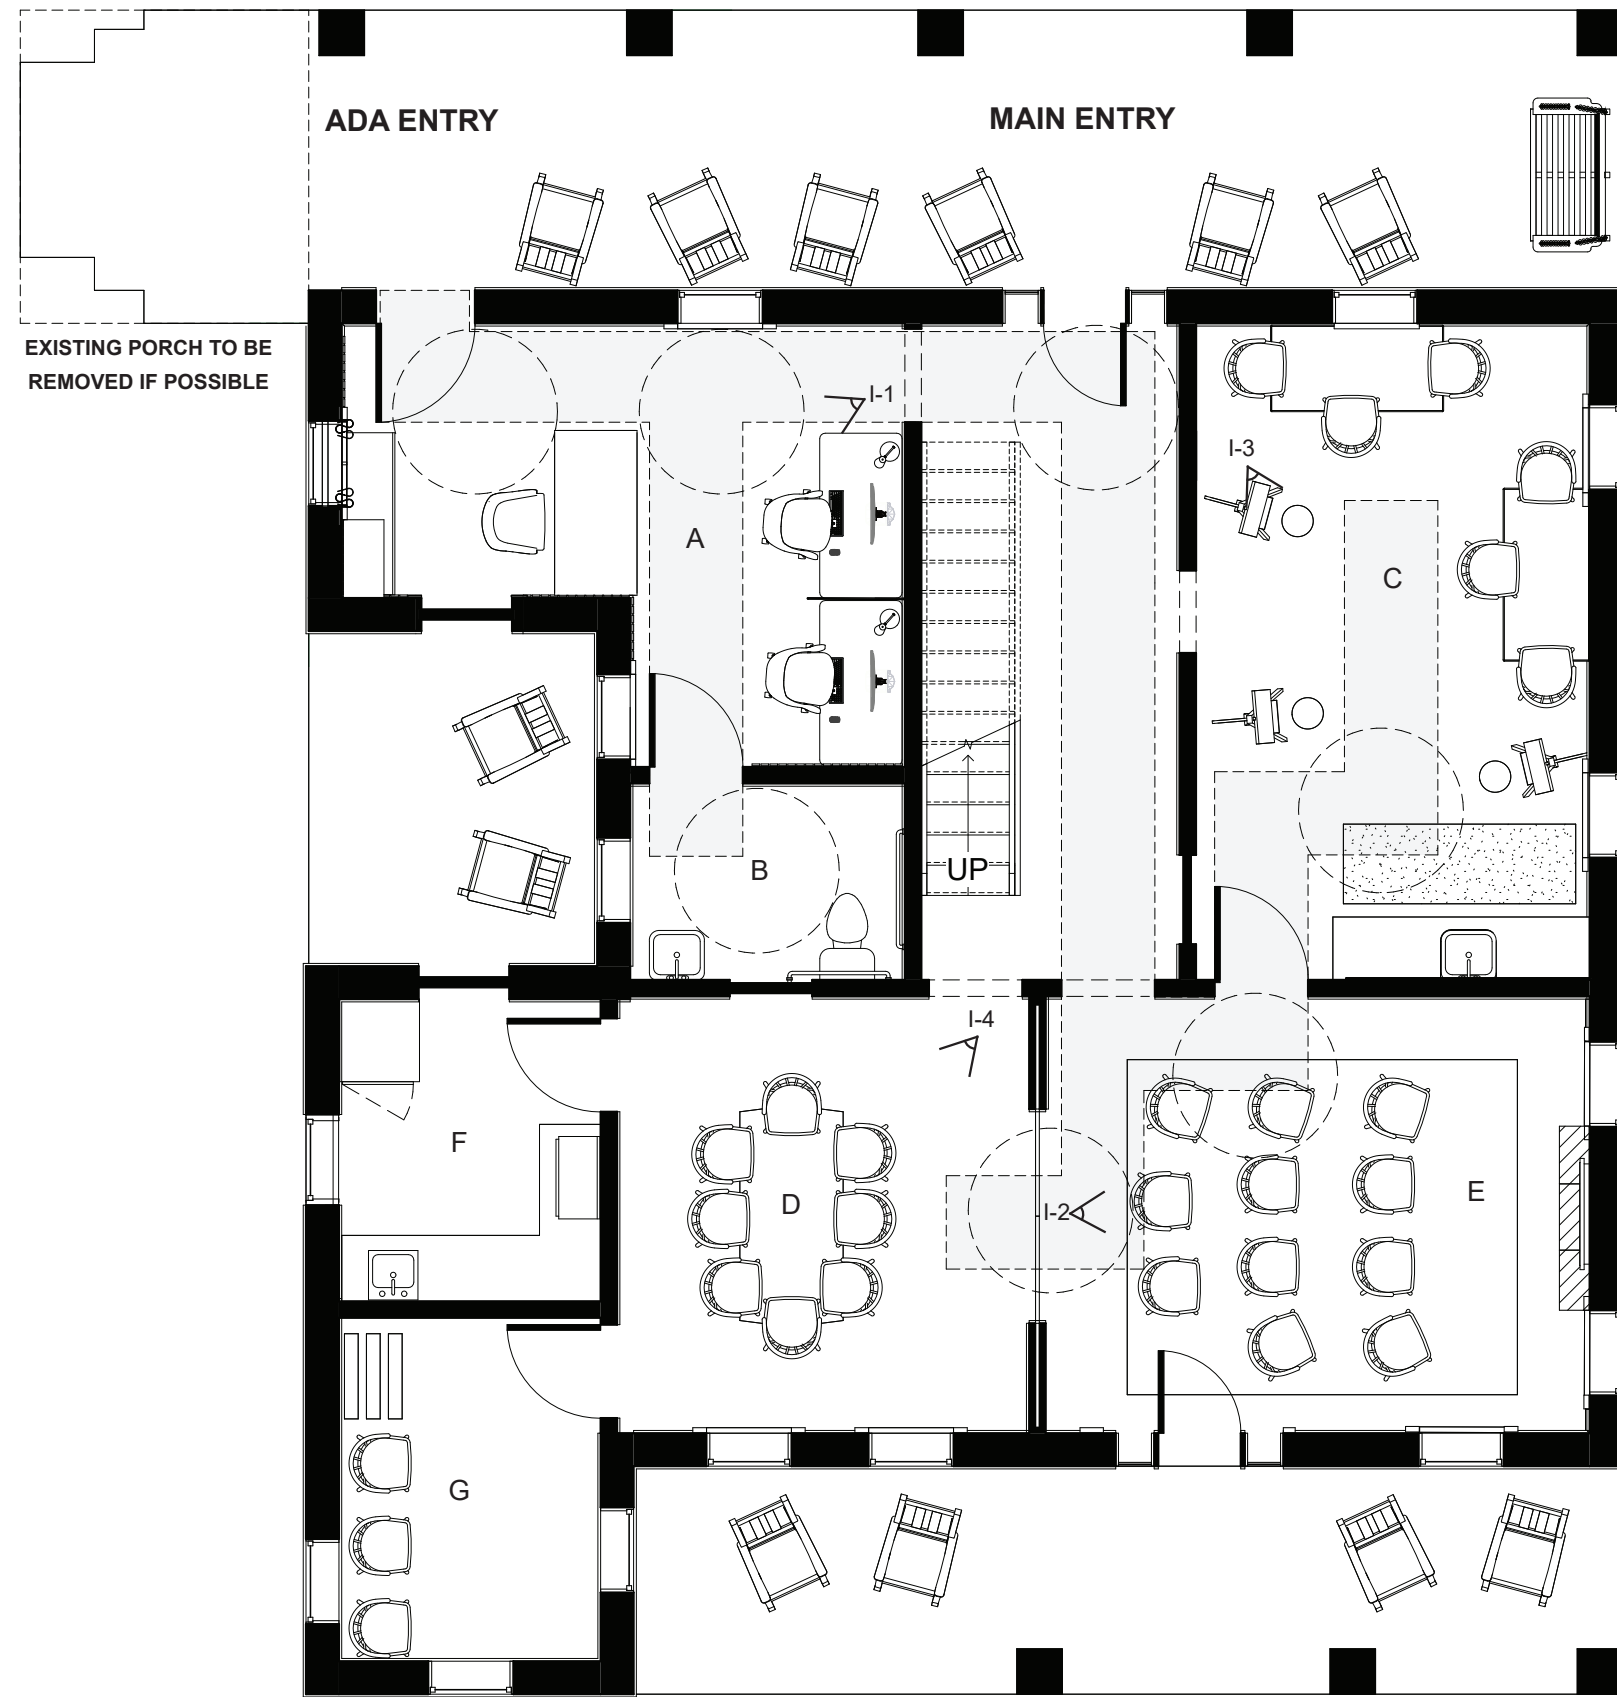 ADA ENTRY
MAIN ENTRY
EXISTING PORCH TO BE
REMOVED IF POSSIBLE
I-1
I-3
A
C
B
UP
I-4
F
D
E
I-2
G